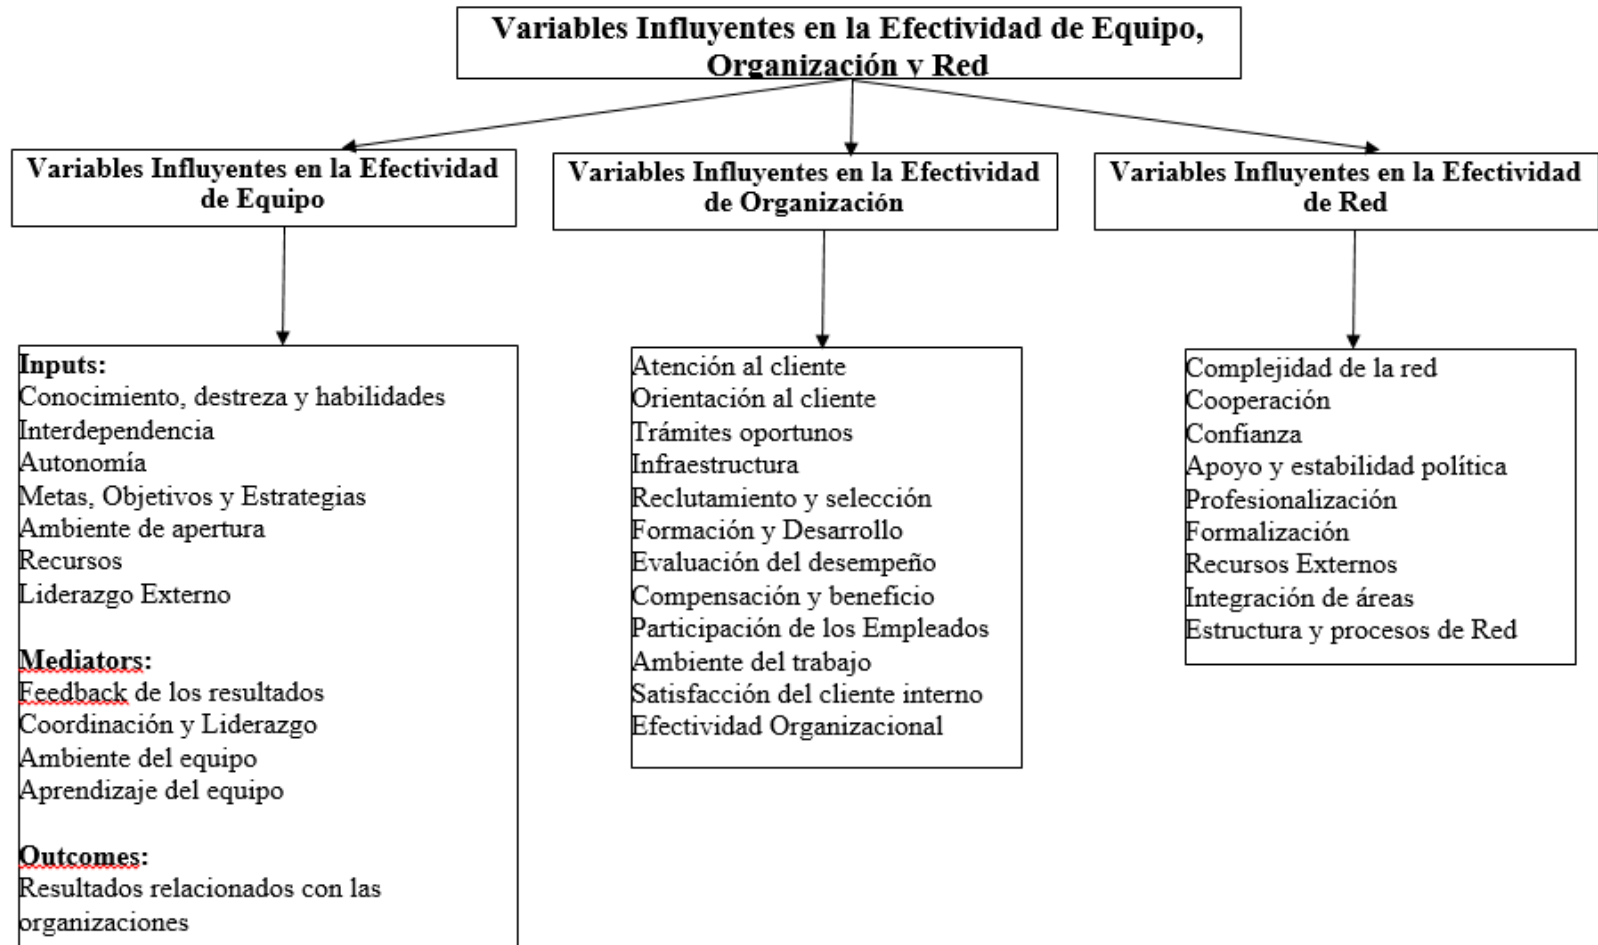 Variables Influyentes en la Efectividad de Equipo,
Organización y Red
Variables Influyentes en la Efectividad
de Equipo
Variables Influyentes en la Efectividad
de Organización
Variables Influyentes en la Efectividad
de Red
Inputs:
Conocimiento, destreza y habilidades
Interdependencia
Autonomía
Metas, Objetivos y Estrategias
Ambiente de apertura
Recursos
Liderazgo Externo
Mediators:
Feedback de los resultados
Coordinación y Liderazgo
Ambiente del equipo
Aprendizaje del equipo
Outcomes:
Resultados relacionados con las
organizaciones
Atención al cliente
Orientación al cliente
Trámites oportunos
Infraestructura
Reclutamiento y selección
Formación y Desarrollo
Evaluación del desempeño
Compensación y beneficio
Participación de los Empleados
Ambiente del trabajo
Satisfacción del cliente interno
Efectividad Organizacional
Complejidad de la red
Cooperación
Confianza
Apoyo y estabilidad política
Profesionalización
Formalización
Recursos Externos
Integración de áreas
Estructura y procesos de Red